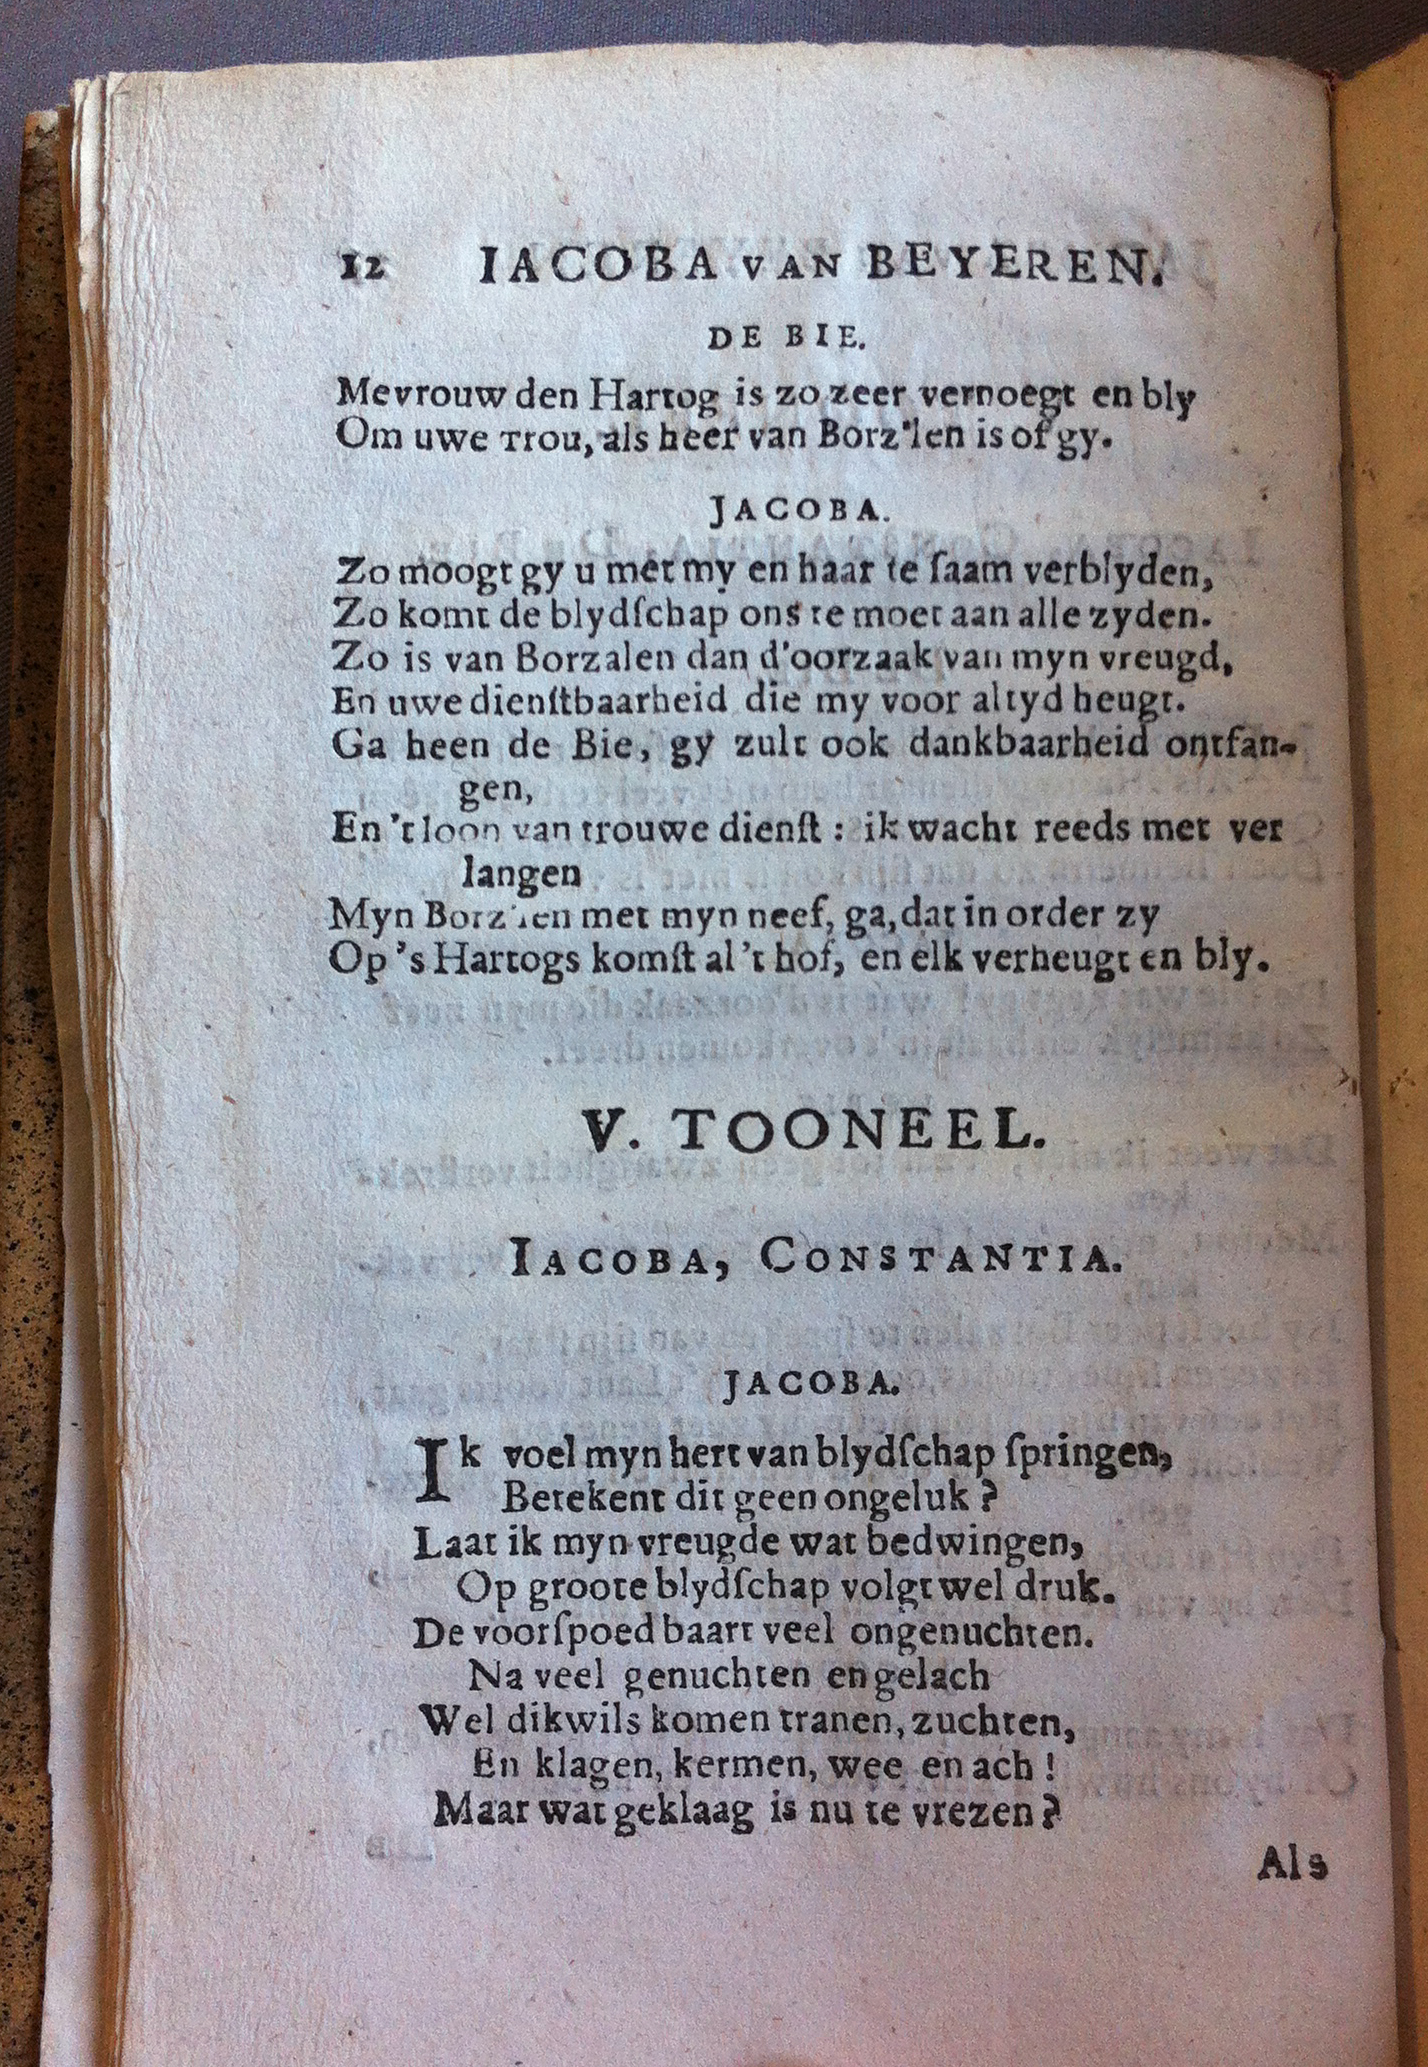 12 IACOBA VAN BEYEREN.
DE BIE.
Mevrouw den Hartog is zo zeer vernoegt en bly
Om uwe trou, als heer van Borz'len is of gy.
JACOBA.
Zo moogt gy u met my en haar te ſaam verblyden,
Zo komt de blydſchap ons te moet aan alle zyden.
Zo is van Borzalen dan d'oorzaak van myn vreugd,
En uwe dienſtbaarheid die my voor altyd heugt.
Ga heen de Bie, gy zult ook dankbaarheid ontfan-
gen,
En 't loon van trouwe dienſt : ik wacht reeds met ver
langen
Myn Borz'len met myn neef, ga, dat in order zy
Op 's Hartogs komſt al 't hof, en elk verheugt en bly.
V. TOONEEL.
IACOBA, CONSTANTIA.
JACOBA.
Ik voel myn hert van blydſchap ſpringen,
Betekent dit geen ongeluk ?
Laat ik myn vreugde wat bedwingen,
Op groote blydſchap volgt wel druk.
De voorſpoed baart veel ongenuchten.
Na veel genuchten en gelach
Wel dikwils komen tranen, zuchten,
En klagen, kermen, wee en ach !
Maar wat geklaag is nu te vrezen ?
Als